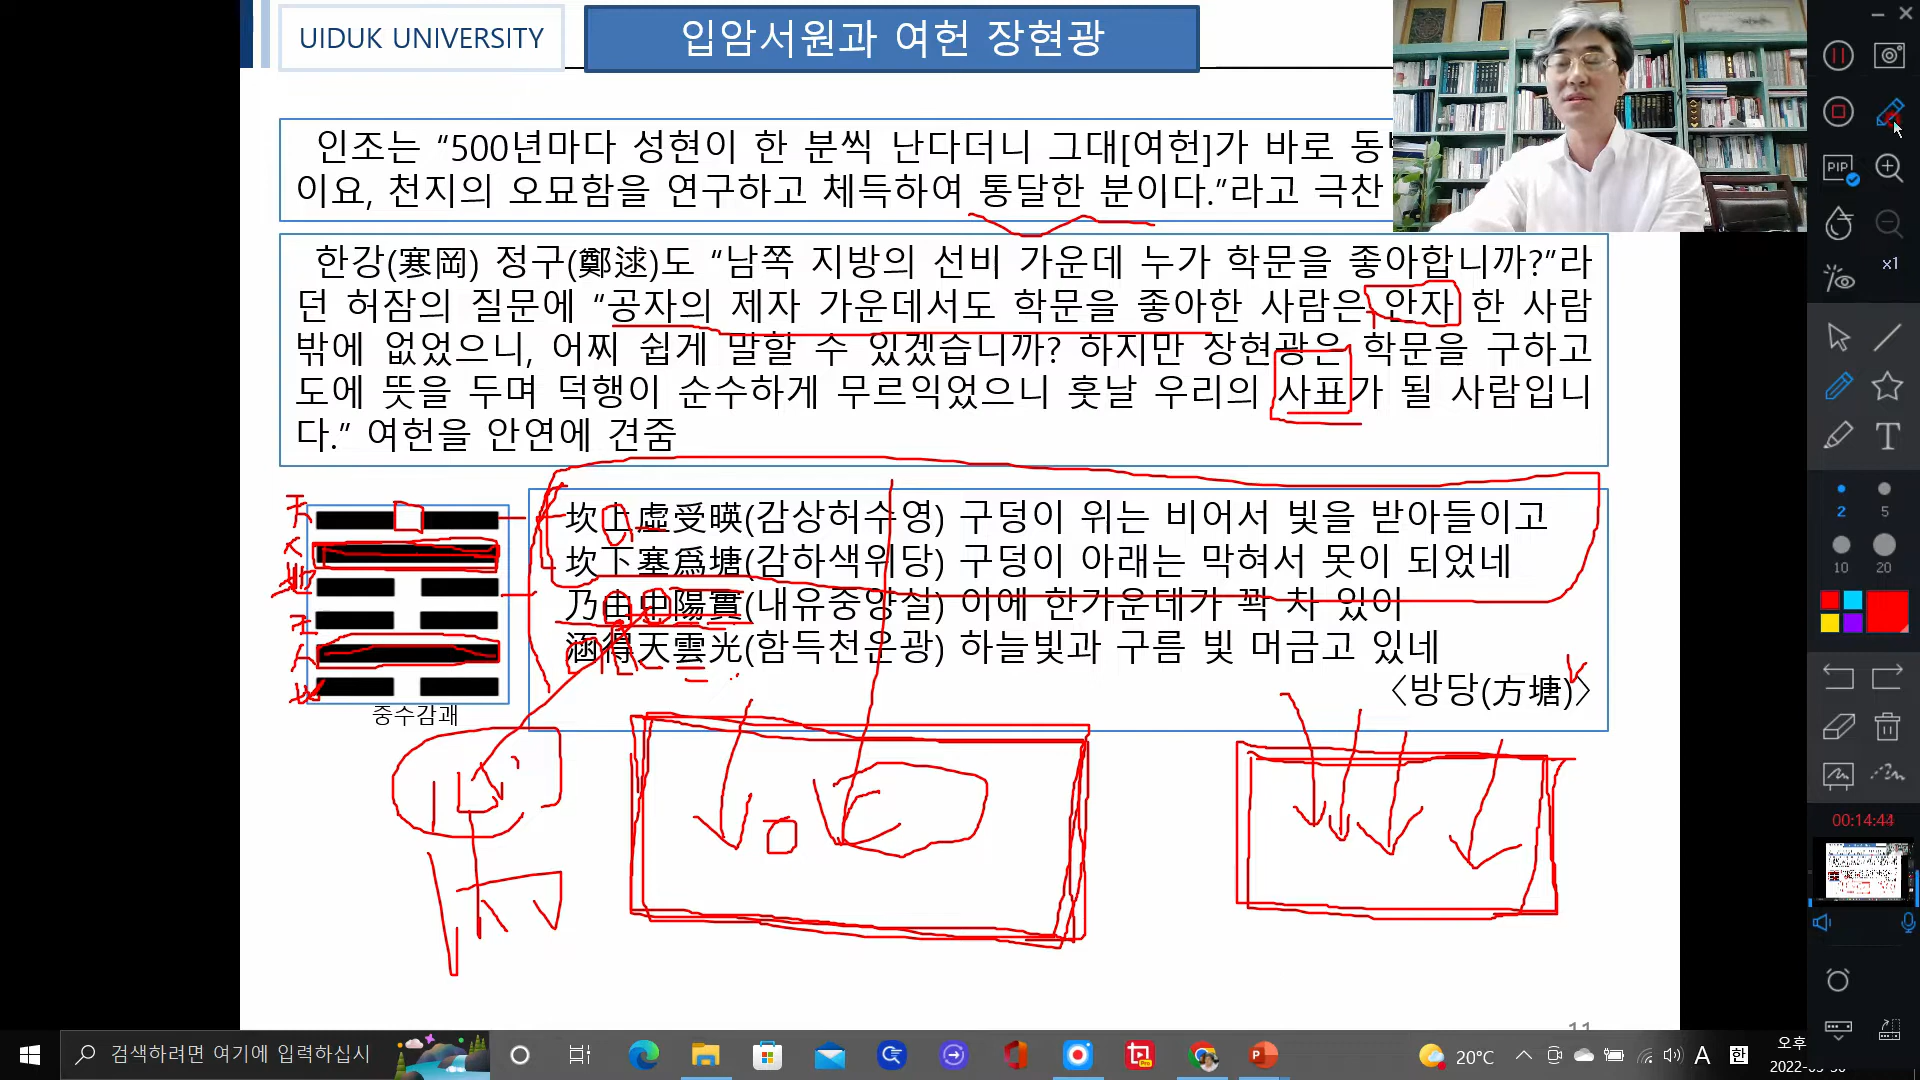 UIDUK UNIVERSITY
입암서원과 여헌 장현광
인조는 “500년마다 성현이 한 분씩 난다더니 그대[여헌]가 바로
이요, 천지의 오묘함을 연구하고 체득하여 통달한 분이다.”라고 극찬
한강(寒岡) 정구(鄭逑)도 “남쪽 지방의 선비 가운데 누가 학문을 좋아합니까?”라
던 허잠의 질문에 “공자의 제자 가운데서도 학문을 좋아한 사람은 안자 한 사람
밖에 없었으니, 어찌 쉽게 말할 수 있겠습니까? 하지만 장현광은 학문을 구하고
도에 뜻을 두며 덕행이 순수하게 무르익었으니 훗날 우리의 사표가 될 사람입니
다.” 여헌을 안연에 견줌
坎上虛受暎(감상허수영) 구덩이 위는 비어서 빛을 받아들이고
坎下塞爲塘(감하색위당) 구덩이 아래는 막혀서 못이 되었네
乃由中陽實(내유중양실) 이에 한가운데가 꽉 차 있어
涵得天雲光(함득천운광) 하늘빛과 구름 빛 머금고 있네
〈방당(方塘)〉
중수감괘
PIP
x1
T
2 5
10 20
00:14:44
검색하려면 여기에 입력하십시
20°C
A
한
오후